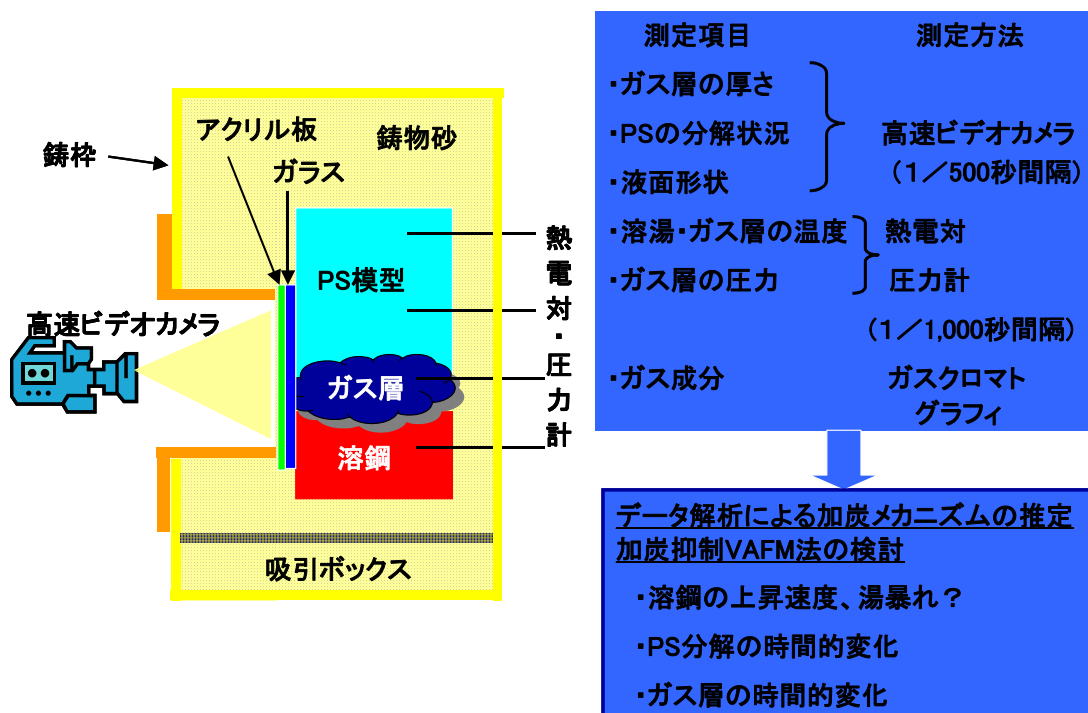 鋳枠
アクリル板
ガラス
鋳物砂
PS模型
高速ビデオカメラ
ガス層
溶鋼
吸引ボックス
熱電対・圧力計
測定項目 測定方法
・ガス層の厚さ
・PSの分解状況 高速ビデオカメラ
・液面形状 (1/500秒間隔)
・溶湯・ガス層の温度 熱電対
・ガス層の圧力 圧力計
(1/1,000秒間隔)
・ガス成分 ガスクロマト
グラフィ
データ解析による加炭メカニズムの推定
加炭抑制VAFM法の検討
・溶鋼の上昇速度、湯暴れ?
・PS分解の時間的変化
・ガス層の時間的変化